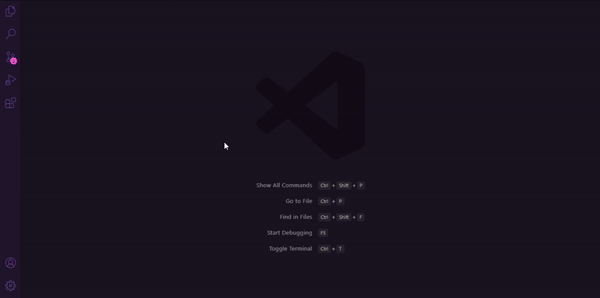 Show All Commands Ctrl + Shift + P
Go to File Ctrl + P
Find in Files Ctrl + Shift + F
Start Debugging F5
Toggle Terminal Ctrl + T